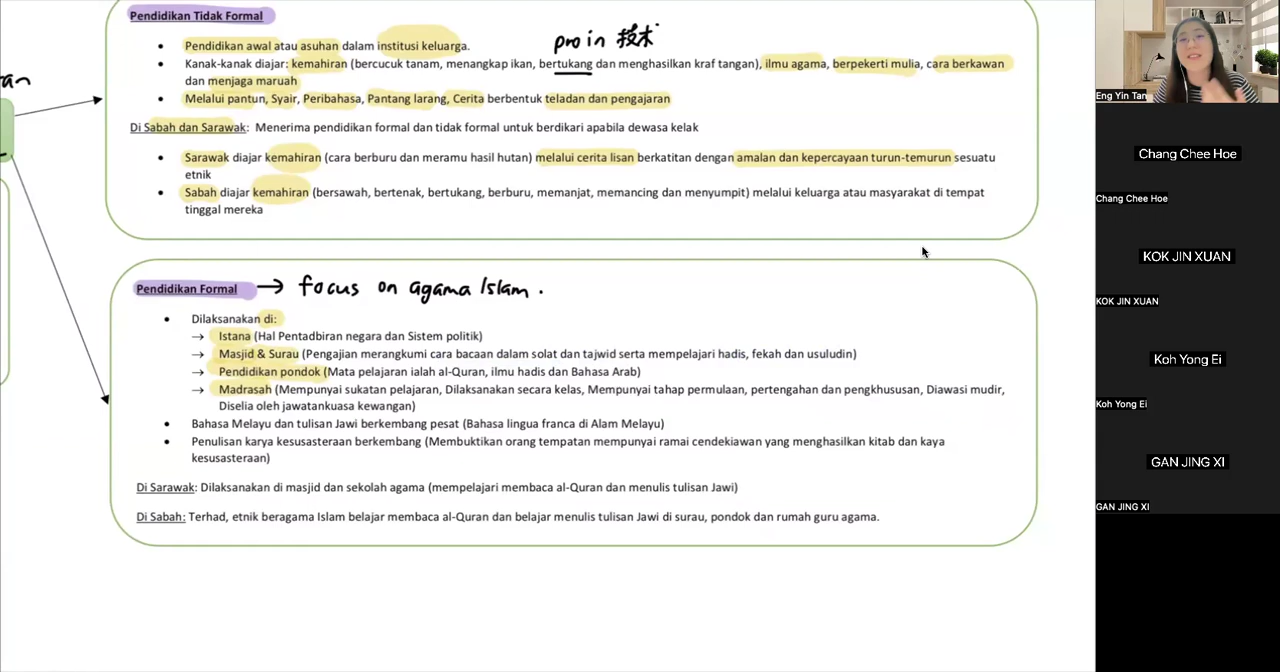 Pendidikan Tidak Formal
pro in 技术
• Pendidikan awal atau asuhan dalam institusi keluarga.
• Kanak-kanak diajar: kemahiran (bercucuk tanam, menangkap ikan, bertukang dan menghasilkan kraf tangan), ilmu agama, berpekerti mulia, cara berkawan
dan menjaga maruah
• Melalui pantun, Syair, Peribahasa, Pantang larang, Cerita berbentuk teladan dan pengajaran
Di Sabah dan Sarawak: Menerima pendidikan formal dan tidak formal untuk berdikari apabila dewasa kelak
• Sarawak diajar kemahiran (cara berburu dan meramu hasil hutan) melalui cerita lisan berkatitan dengan amalan dan kepercayaan turun-temurun sesuatu
etnik
• Sabah diajar kemahiran (bersawah, bertenak, bertukang, berburu, memanjat, memancing dan menyumpit) melalui keluarga atau masyarakat di tempat
tinggal mereka
Pendidikan Formal → focus on agama Islam.
• Dilaksanakan di:
→ Istana (Hal Pentadbiran negara dan Sistem politik)
→ Masjid & Surau (Pengajian merangkumi cara bacaan dalam solat dan tajwid serta mempelajari hadis, fekah dan usuludin)
→ Pendidikan pondok (Mata pelajaran ialah al-Quran, ilmu hadis dan Bahasa Arab)
→ Madrasah (Mempunyai sukatan pelajaran, Dilaksanakan secara kelas, Mempunyai tahap permulaan, pertengahan dan pengkhususan, Diawasi mudir,
Diselia oleh jawatankuasa kewangan)
• Bahasa Melayu dan tulisan Jawi berkembang pesat (Bahasa lingua franca di Alam Melayu)
• Penulisan karya kesusasteraan berkembang (Membuktikan orang tempatan mempunyai ramai cendekiawan yang menghasilkan kitab dan kaya
kesusasteraan)
Di Sarawak: Dilaksanakan di masjid dan sekolah agama (mempelajari membaca al-Quran dan menulis tulisan Jawi)
Di Sabah: Terhad, etnik beragama Islam belajar membaca al-Quran dan belajar menulis tulisan Jawi di surau, pondok dan rumah guru agama.
Eng Yin Tan
Chang Chee Hoe
Chang Chee Hoe
KOK JIN XUAN
KOK JIN XUAN
Koh Yong Ei
Koh Yong Ei
GAN JING XI
GAN JING XI